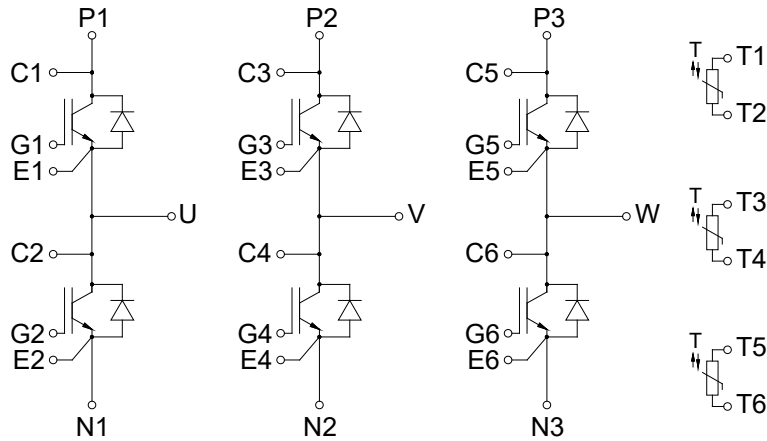 P1 P2 P3
C1 C3 C5 T T1
G1 G3 G5 T2
E1 E3 E5
U V W T T3
C2 C4 C6 T4
G2 G4 G6 T T5
E2 E4 E6
T6
N1 N2 N3